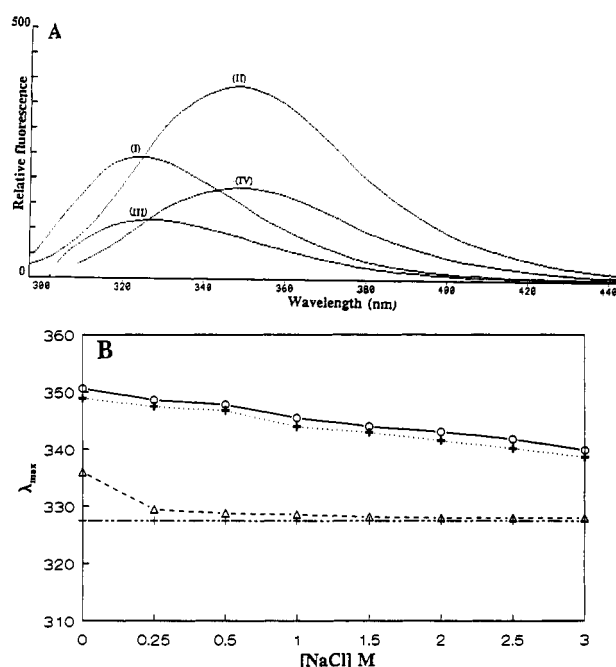 A
500
Relative fluorescence
(II)
(I)
(IV)
(III)
0
300 320 340 360 380 400 420 440
Wavelength (nm)
B
360
350
340
330
320
310
λmax
0 0.25 0.5 1 1.5 2 2.5 3
[NaCl] M